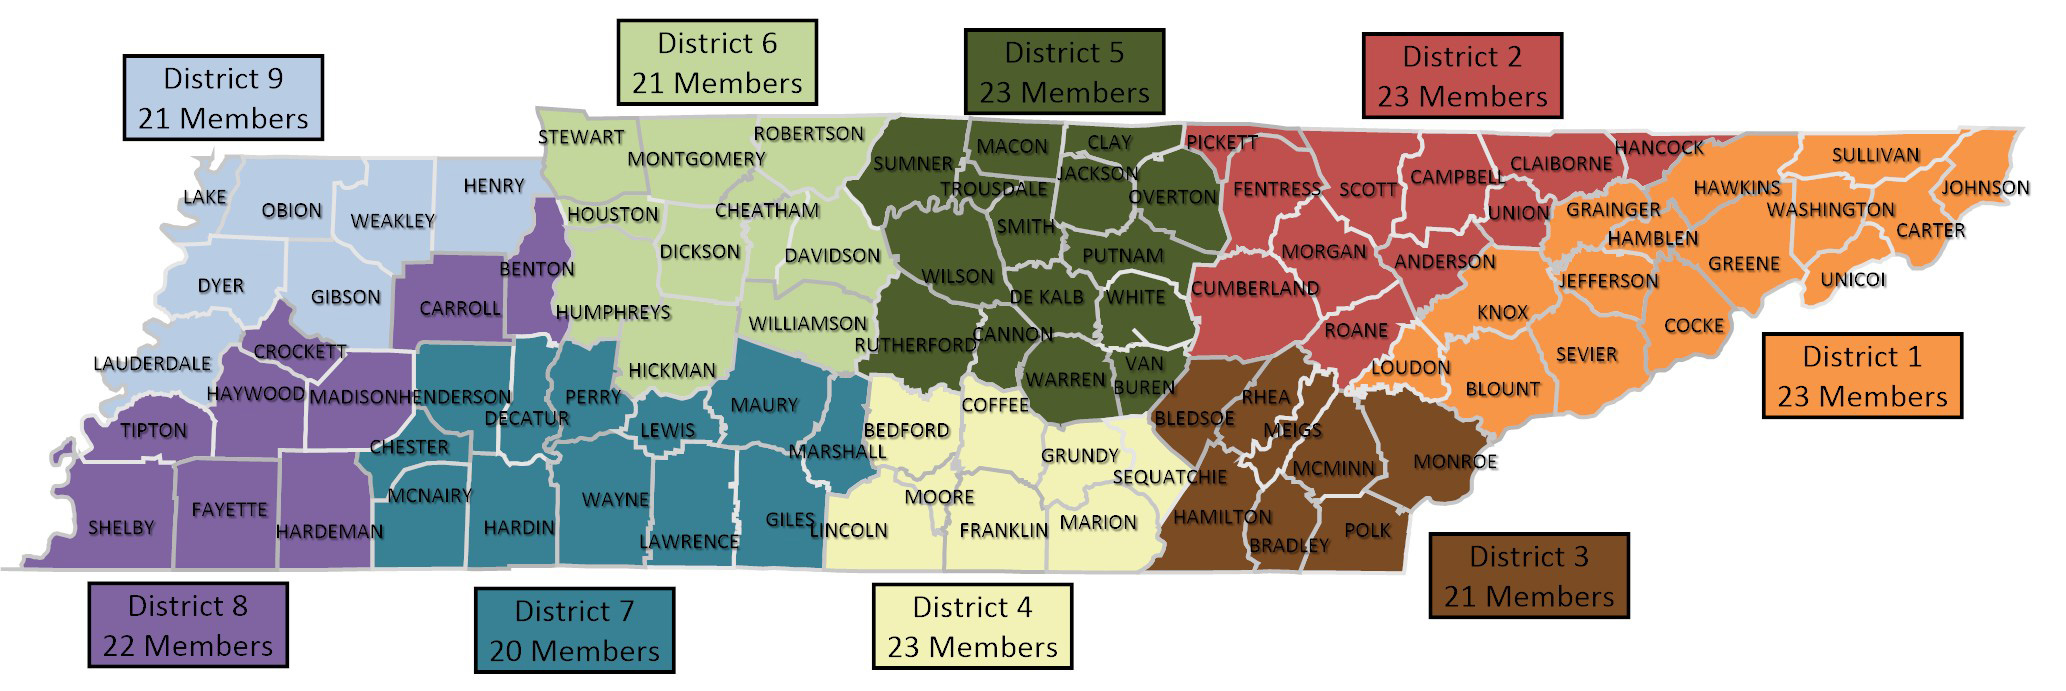 District 9
21 Members
District 6
21 Members
District 5
23 Members
District 2
23 Members
STEWART
MONTGOMERY
ROBERTSON
SUMNER
MACON
CLAY
PICKETT
HANCOCK
CLAIBORNE
SULLIVAN
LAKE
OBION
WEAKLEY
HENRY
HOUSTON
CHEATHAM
TROUSDALE
JACKSON
OVERTON
FENTRESS
SCOTT
CAMPBELL
UNION
GRAINGER
HAWKINS
WASHINGTON
JOHNSON
CARTER
DICKSON
DAVIDSON
SMITH
PUTNAM
MORGAN
ANDERSON
HAMBLEN
GREENE
UNICOI
DYER
GIBSON
CARROLL
BENTON
HUMPHREYS
WILLIAMSON
WILSON
DE KALB
WHITE
CUMBERLAND
ROANE
KNOX
JEFFERSON
COCKE
LAUDERDALE
CROCKETT
HICKMAN
RUTHERFORD
CANNON
WARREN
VAN
BUREN
LOUDON
BLOUNT
SEVIER
District 1
23 Members
HAYWOOD
MADISON
HENDERSON
DECATUR
PERRY
LEWIS
MAURY
COFFEE
BLEDSOE
RHEA
MEIGS
TIPTON
CHESTER
MARSHALL
BEDFORD
GRUNDY
SEQUATCHIE
MCMINN
MONROE
SHELBY
FAYETTE
HARDEMAN
MCNAIRY
HARDIN
WAYNE
LAWRENCE
GILES
LINCOLN
MOORE
FRANKLIN
MARION
HAMILTON
BRADLEY
POLK
District 3
21 Members
District 8
22 Members
District 7
20 Members
District 4
23 Members